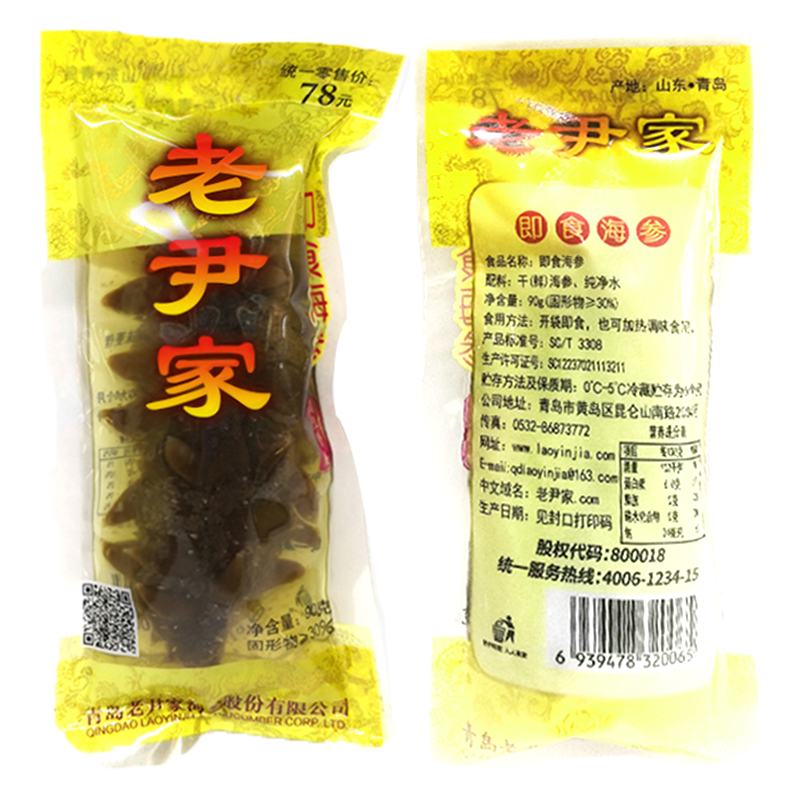 统一零售价:
78元
老尹家
净含量: 90克
固形物≥30%
QINGDAO LAOYINJIA
CUMBER CORP. LTD.
股份有限公司
产地: 山东·青岛
老尹家
即食海参
食品名称: 即食海参
配料: 干(鲜)海参、纯净水
净含量: 90g(固形物≥30%)
食用方法: 开袋即食, 也可加热调味食
产品标准号: SC/T 3308
生产许可证号: SC12237021113211
贮存方法及保质期: 0℃-5℃冷藏贮存为
公司地址: 青岛市黄岛区昆仑山南路
传真: 0532-86873772
网址: www.laoyinjia.com
E-mail:qdlaoyinjia@163.com
中文域名: 老尹家.com
生产日期: 见封口打印码
营养成分表
股权代码: 800018
统一服务热线: 4006-1234-15
6 939478 320065